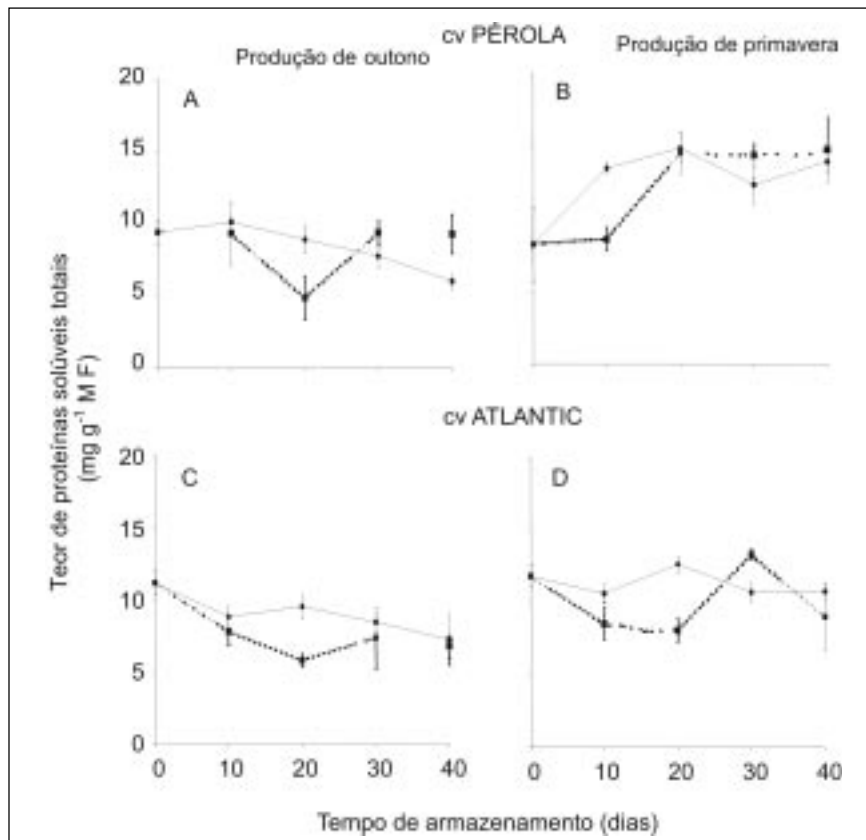 cv PÉROLA
Produção de outono
Produção de primavera
A
B
20
15
10
5
0
Teor de proteínas solúveis totais
(mg g-1 M F)
cv ATLANTIC
C
D
20
15
10
5
0
0 10 20 30 40
0 10 20 30 40
Tempo de armazenamento (dias)